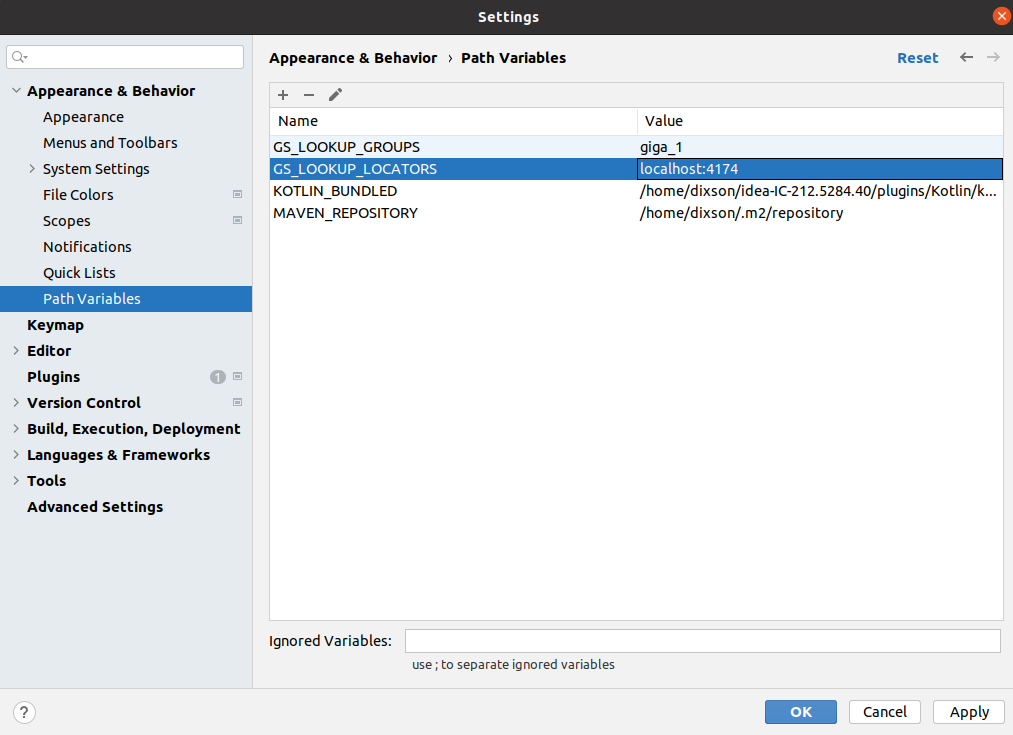 Settings
Appearance & Behavior
Appearance
Menus and Toolbars
System Settings
File Colors
Scopes
Notifications
Quick Lists
Path Variables
Keymap
Editor
Plugins 1
Version Control
Build, Execution, Deployment
Languages & Frameworks
Tools
Advanced Settings
Appearance & Behavior › Path Variables Reset
Name Value
GS_LOOKUP_GROUPS giga_1
GS_LOOKUP_LOCATORS localhost:4174
KOTLIN_BUNDLED /home/dixson/idea-IC-212.5284.40/plugins/Kotlin/k...
MAVEN_REPOSITORY /home/dixson/.m2/repository
Ignored Variables:
use ; to separate ignored variables
? OK Cancel Apply